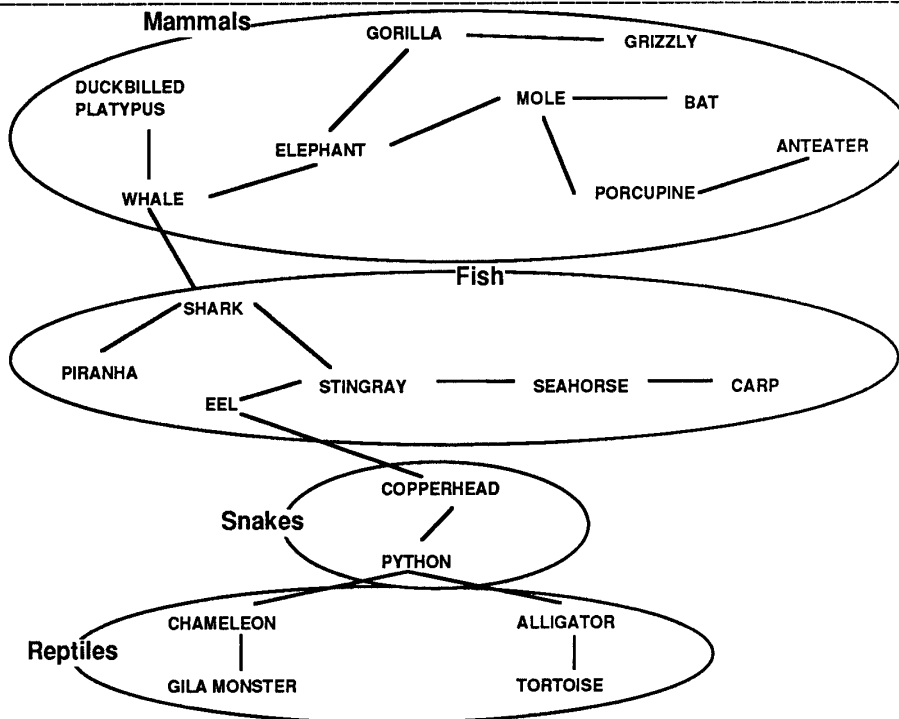 Mammals
GORILLA
GRIZZLY
DUCKBILLED
PLATYPUS
MOLE
BAT
ELEPHANT
ANTEATER
WHALE
PORCUPINE
Fish
SHARK
PIRANHA
STINGRAY
SEAHORSE
CARP
EEL
COPPERHEAD
Snakes
PYTHON
CHAMELEON
ALLIGATOR
Reptiles
GILA MONSTER
TORTOISE